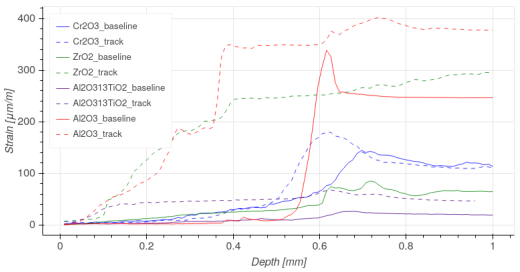 400
300
200
100
0
Strain [μm/m]
Cr2O3_baseline
Cr2O3_track
ZrO2_baseline
ZrO2_track
Al2O313TiO2_baseline
Al2O313TiO2_track
Al2O3_baseline
Al2O3_track
0
0.2
0.4
0.6
0.8
1
Depth [mm]